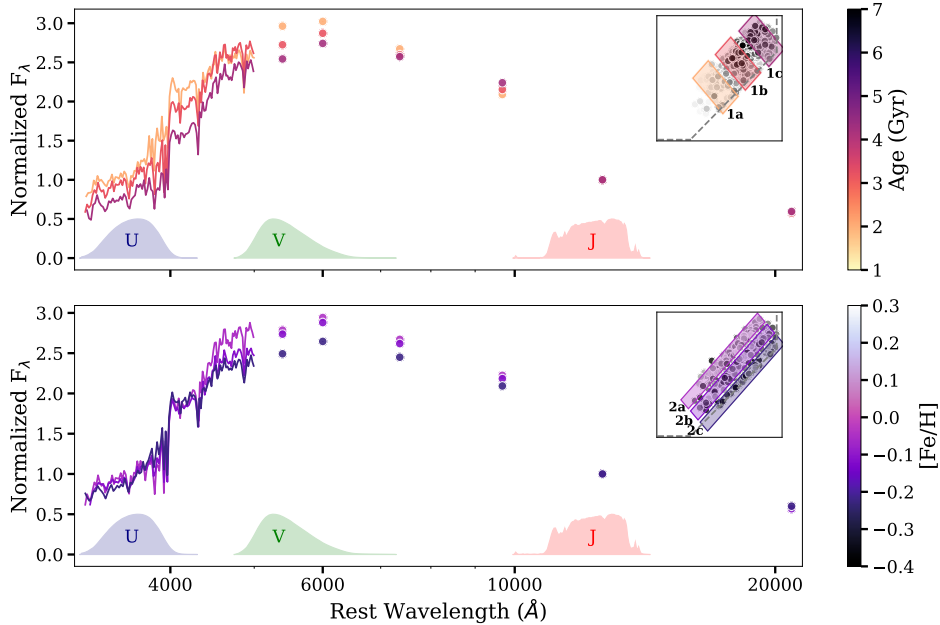 3.0
2.5
2.0
1.5
1.0
0.5
0.0
Normalized F_λ
U
V
J
1a
1b
1c
7
6
5
4
3
2
1
Age (Gyr)
3.0
2.5
2.0
1.5
1.0
0.5
0.0
Normalized F_λ
U
V
J
2a
2b
2c
0.3
0.2
0.1
0.0
−0.1
−0.2
−0.3
−0.4
[Fe/H]
4000
6000
10000
20000
Rest Wavelength (Å)